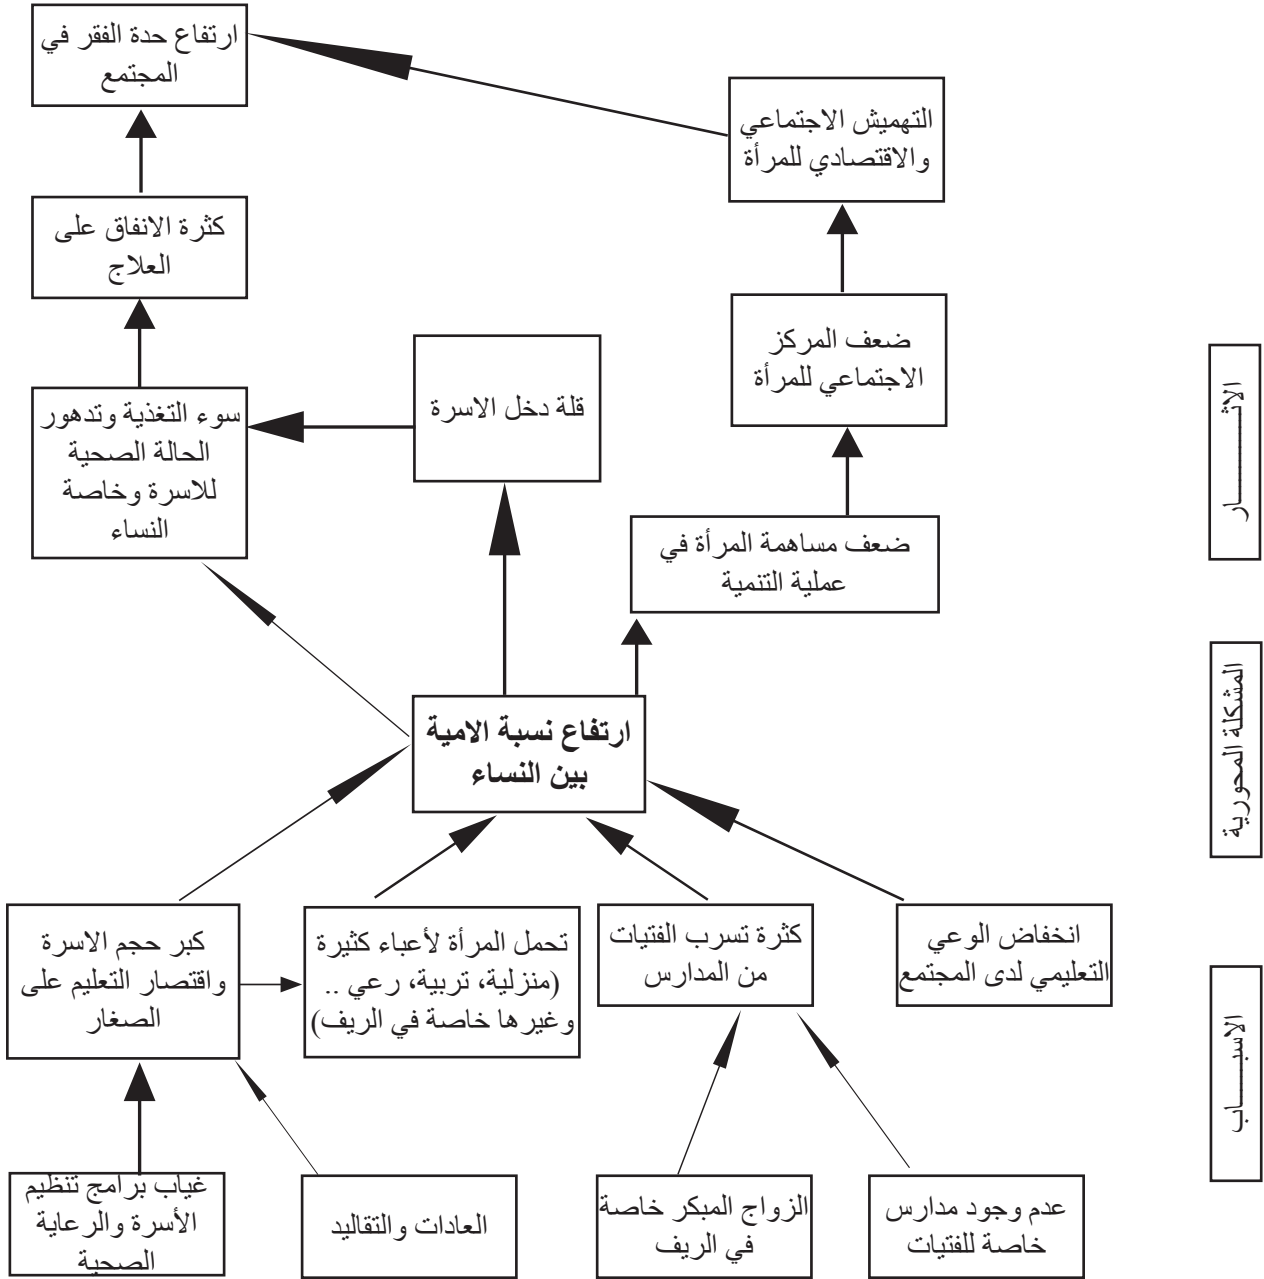 ارتفاع حدة الفقر في
المجتمع
التهميش الاجتماعي
والاقتصادي للمرأة
كثرة الانفاق على
العلاج
ضعف المركز
الاجتماعي للمرأة
قلة دخل الاسرة
سوء التغذية وتدهور
الحالة الصحية
للاسرة وخاصة
النساء
ضعف مساهمة المرأة في
عملية التنمية
الاثــــــــار
ارتفاع نسبة الامية
بين النساء
المشكلة المحورية
انخفاض الوعي
التعليمي لدى المجتمع
كثرة تسرب الفتيات
من المدارس
تحمل المرأة لأعباء كثيرة
(منزلية، تربية، رعي ..
وغيرها خاصة في الريف)
كبر حجم الاسرة
واقتصار التعليم على
الصغار
الاسبـــــاب
عدم وجود مدارس
خاصة للفتيات
الزواج المبكر خاصة
في الريف
العادات والتقاليد
غياب برامج تنظيم
الأسرة والرعاية
الصحية